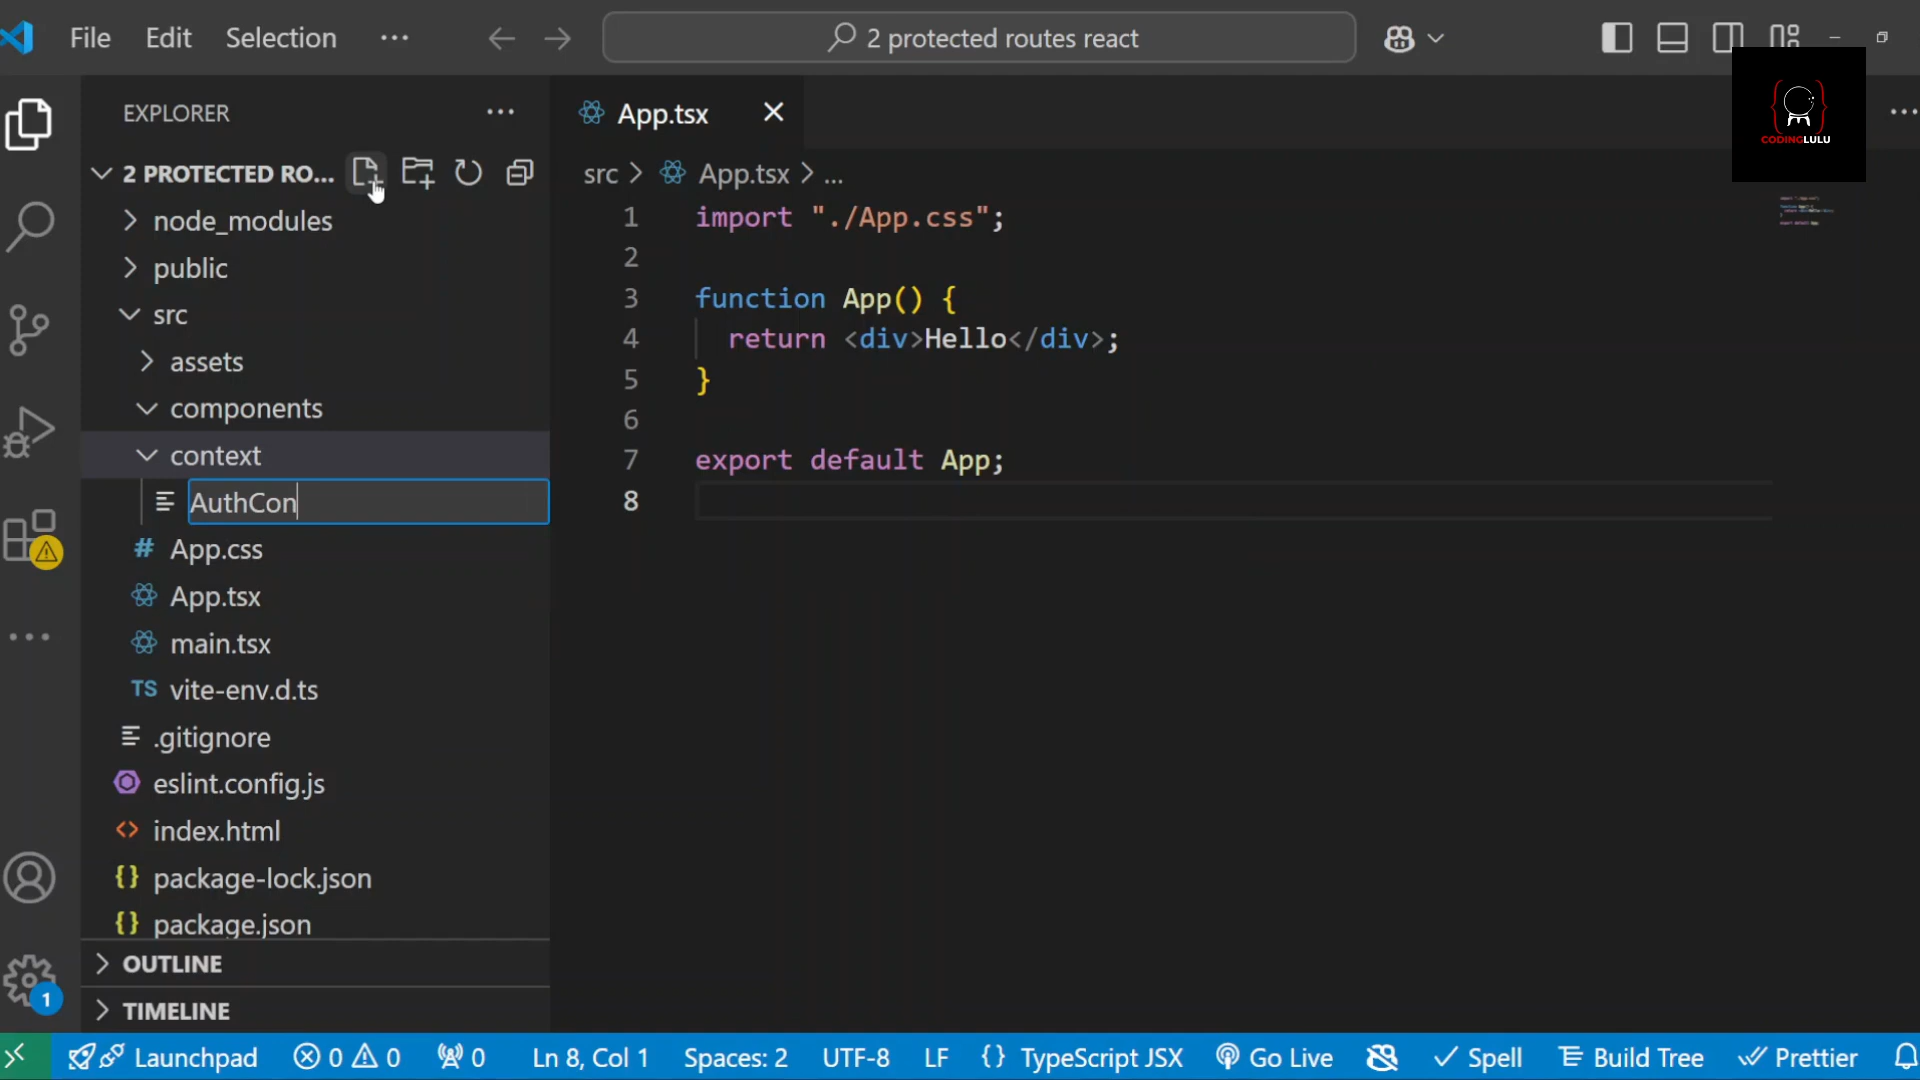 File Edit Selection ··· 2 protected routes react
CODINGLULU
EXPLORER ···
2 PROTECTED RO...
node_modules
public
src
assets
components
context
AuthCon
# App.css
App.tsx
main.tsx
TS vite-env.d.ts
.gitignore
eslint.config.js
<> index.html
{} package-lock.json
{} package.json
OUTLINE
TIMELINE
1
App.tsx
src > App.tsx > ...
1 import "./App.css";
2
3 function App() {
4 return <div>Hello</div>;
5 }
6
7 export default App;
8
Launchpad 0 0 0 Ln 8, Col 1 Spaces: 2 UTF-8 LF {} TypeScript JSX Go Live Spell Build Tree Prettier